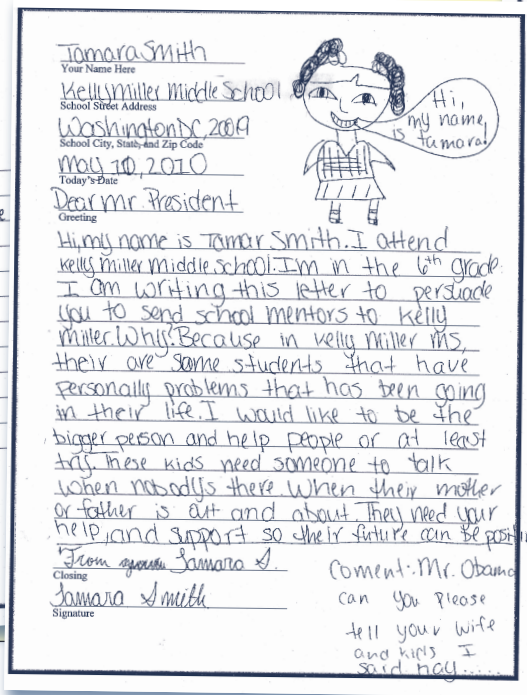 Tamara Smith
Your Name Here
Kelly Miller Middle School
School Street Address
Washington DC, 20019
School City, State, and Zip Code
May 10, 2010
Today's Date
Dear Mr. President
Greeting
Hi,
my name
is tamara!
Hi, my name is Tamar Smith. I attend
Kelly miller middle school. I'm in the 6th grade.
I am writing this letter to persuade
you to send school mentors to Kelly
miller. Why? Because in Kelly miller ms,
their are some students that have
personally problems that has been going
in their life. I would like to be the
bigger person and help people or at least
try. These kids need someone to talk
when nobodys there. When their mother
or father is out and about. They need your
help, and support so their future can be
"From Tamara S.
Closing
Tamara Smith
Signature
Coment: Mr. Obama
can you please
tell your wife
and kids I
said hay......